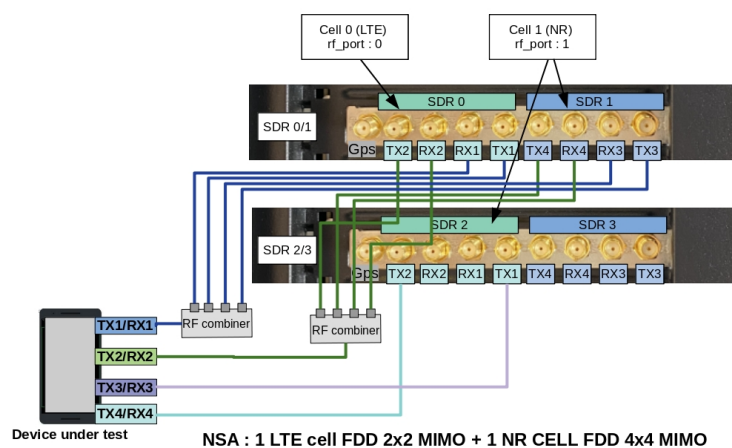 Cell 0 (LTE)
rf_port : 0
Cell 1 (NR)
rf_port : 1
SDR 0
SDR 1
SDR 0/1
Gps TX2 RX2 RX1 TX1 TX4 RX4 RX3 TX3
SDR 2
SDR 3
SDR 2/3
Gps TX2 RX2 RX1 TX1 TX4 RX4 RX3 TX3
TX1/RX1
RF combiner
RF combiner
TX2/RX2
TX3/RX3
TX4/RX4
Device under test
NSA : 1 LTE cell FDD 2x2 MIMO + 1 NR CELL FDD 4x4 MIMO